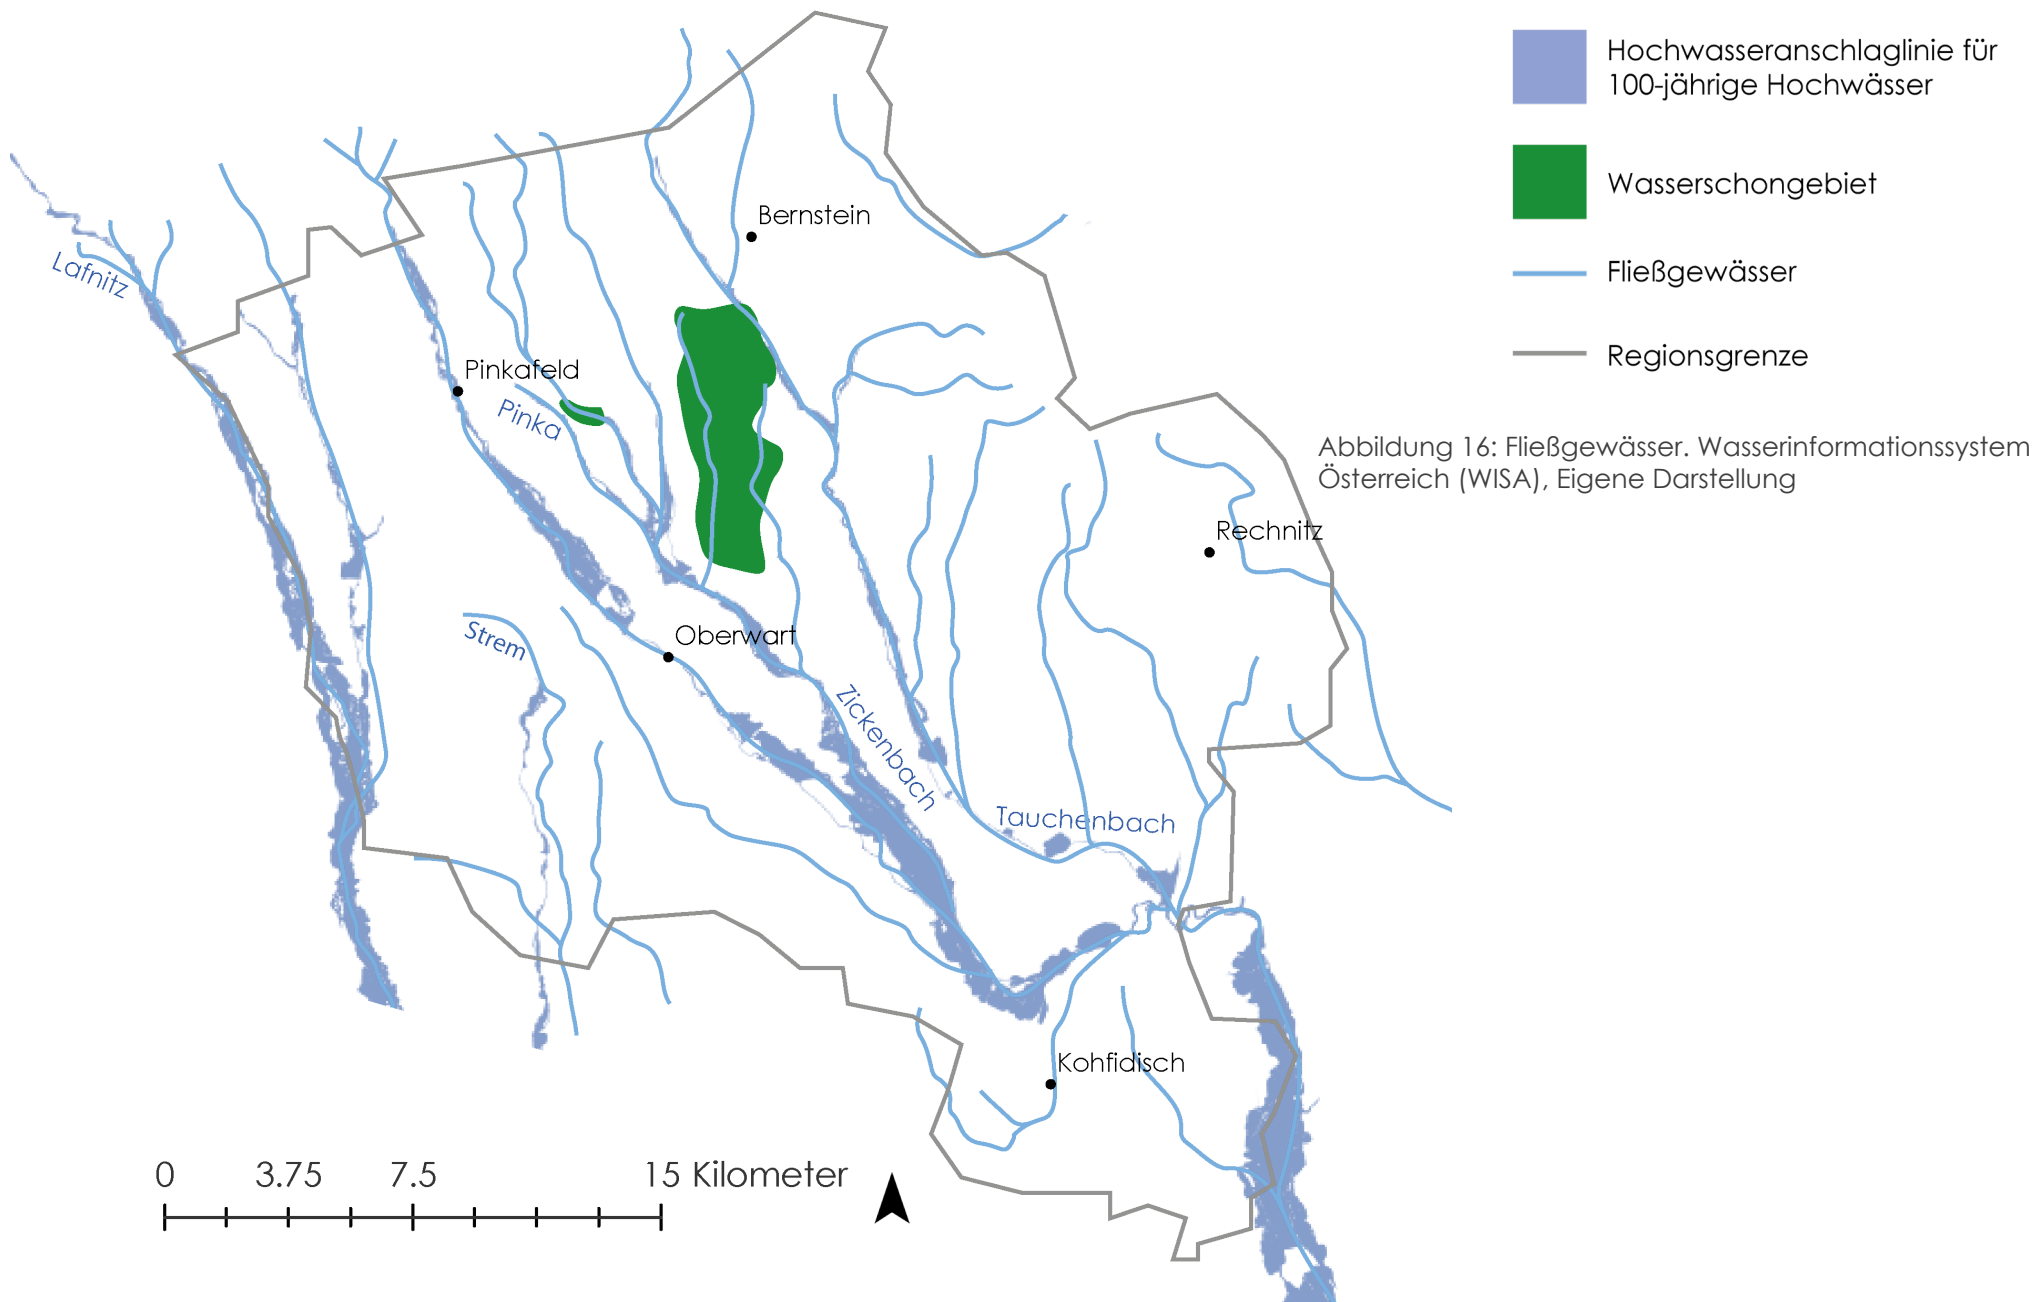 Hochwasseranschlaglinie für
100-jährige Hochwässer
Wasserschongebiet
Fließgewässer
Regionsgrenze
Bernstein
Lafnitz
Pinkafeld
Pinka
Abbildung 16: Fließgewässer. Wasserinformationssystem
Österreich (WISA), Eigene Darstellung
Rechnitz
Strem
Oberwart
Zickenbach
Tauchenbach
Kohfidisch
0 3.75 7.5 15 Kilometer